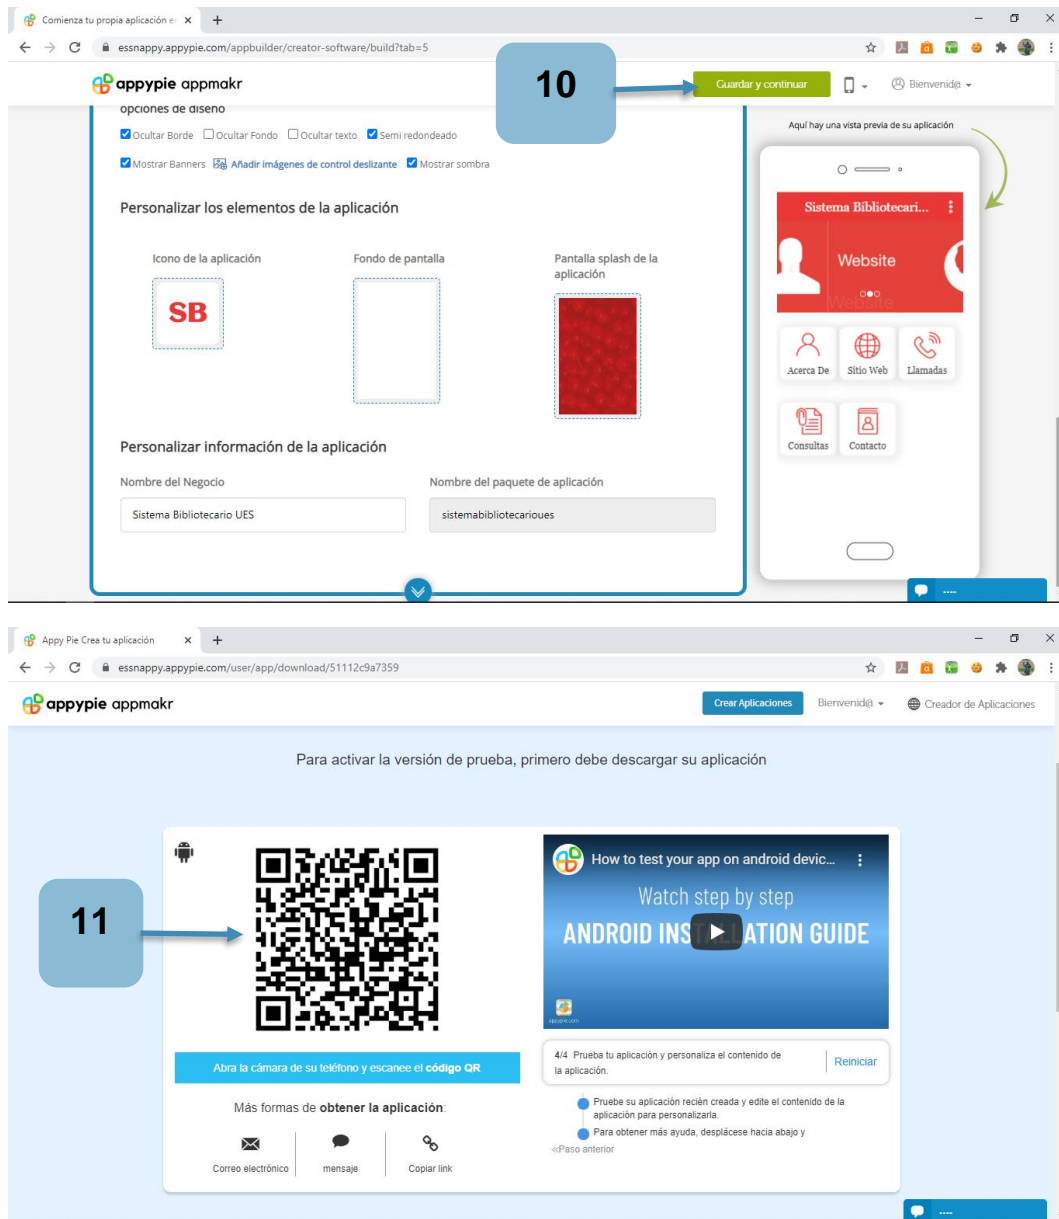 Comienza tu propia aplicación en
essnappy.appypie.com/appbuilder/creator-software/build?tab=5
appypie appmakr
10
Guardar y continuar
Bienvenid@
opciones de diseño
Ocultar Borde Ocultar Fondo Ocultar texto Semi redondeado
Mostrar Banners Añadir imágenes de control deslizante Mostrar sombra
Personalizar los elementos de la aplicación
Icono de la aplicación
Fondo de pantalla
Pantalla splash de la
aplicación
SB
Personalizar información de la aplicación
Nombre del Negocio
Nombre del paquete de aplicación
Sistema Bibliotecario UES
sistemabibliotecarioues
Aquí hay una vista previa de su aplicación
Sistema Bibliotecari...
Website
Website
Acerca De
Sitio Web
Llamadas
Consultas
Contacto
....
Appy Pie Crea tu aplicación
essnappy.appypie.com/user/app/download/51112c9a7359
appypie appmakr
Crear Aplicaciones
Bienvenid@
Creador de Aplicaciones
Para activar la versión de prueba, primero debe descargar su aplicación
11
Abra la cámara de su teléfono y escanee el código QR
Más formas de obtener la aplicación:
Correo electrónico
mensaje
Copiar link
How to test your app on android devic...
Watch step by step
ANDROID INSTALLATION GUIDE
appypie.com
4/4 Prueba tu aplicación y personaliza el contenido de
la aplicación.
Reiniciar
Pruebe su aplicación recién creada y edite el contenido de la
aplicación para personalizarla.
Para obtener más ayuda, desplácese hacia abajo y
«Paso anterior
....